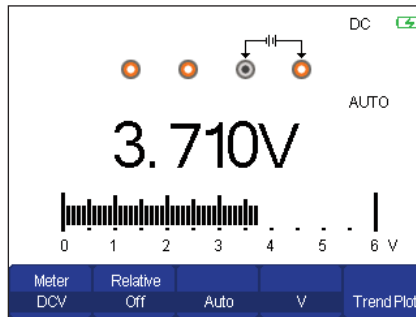 DC
AUTO
3.710V
0 1 2 3 4 5 6 V
Meter Relative
DCV Off Auto V Trend Plot